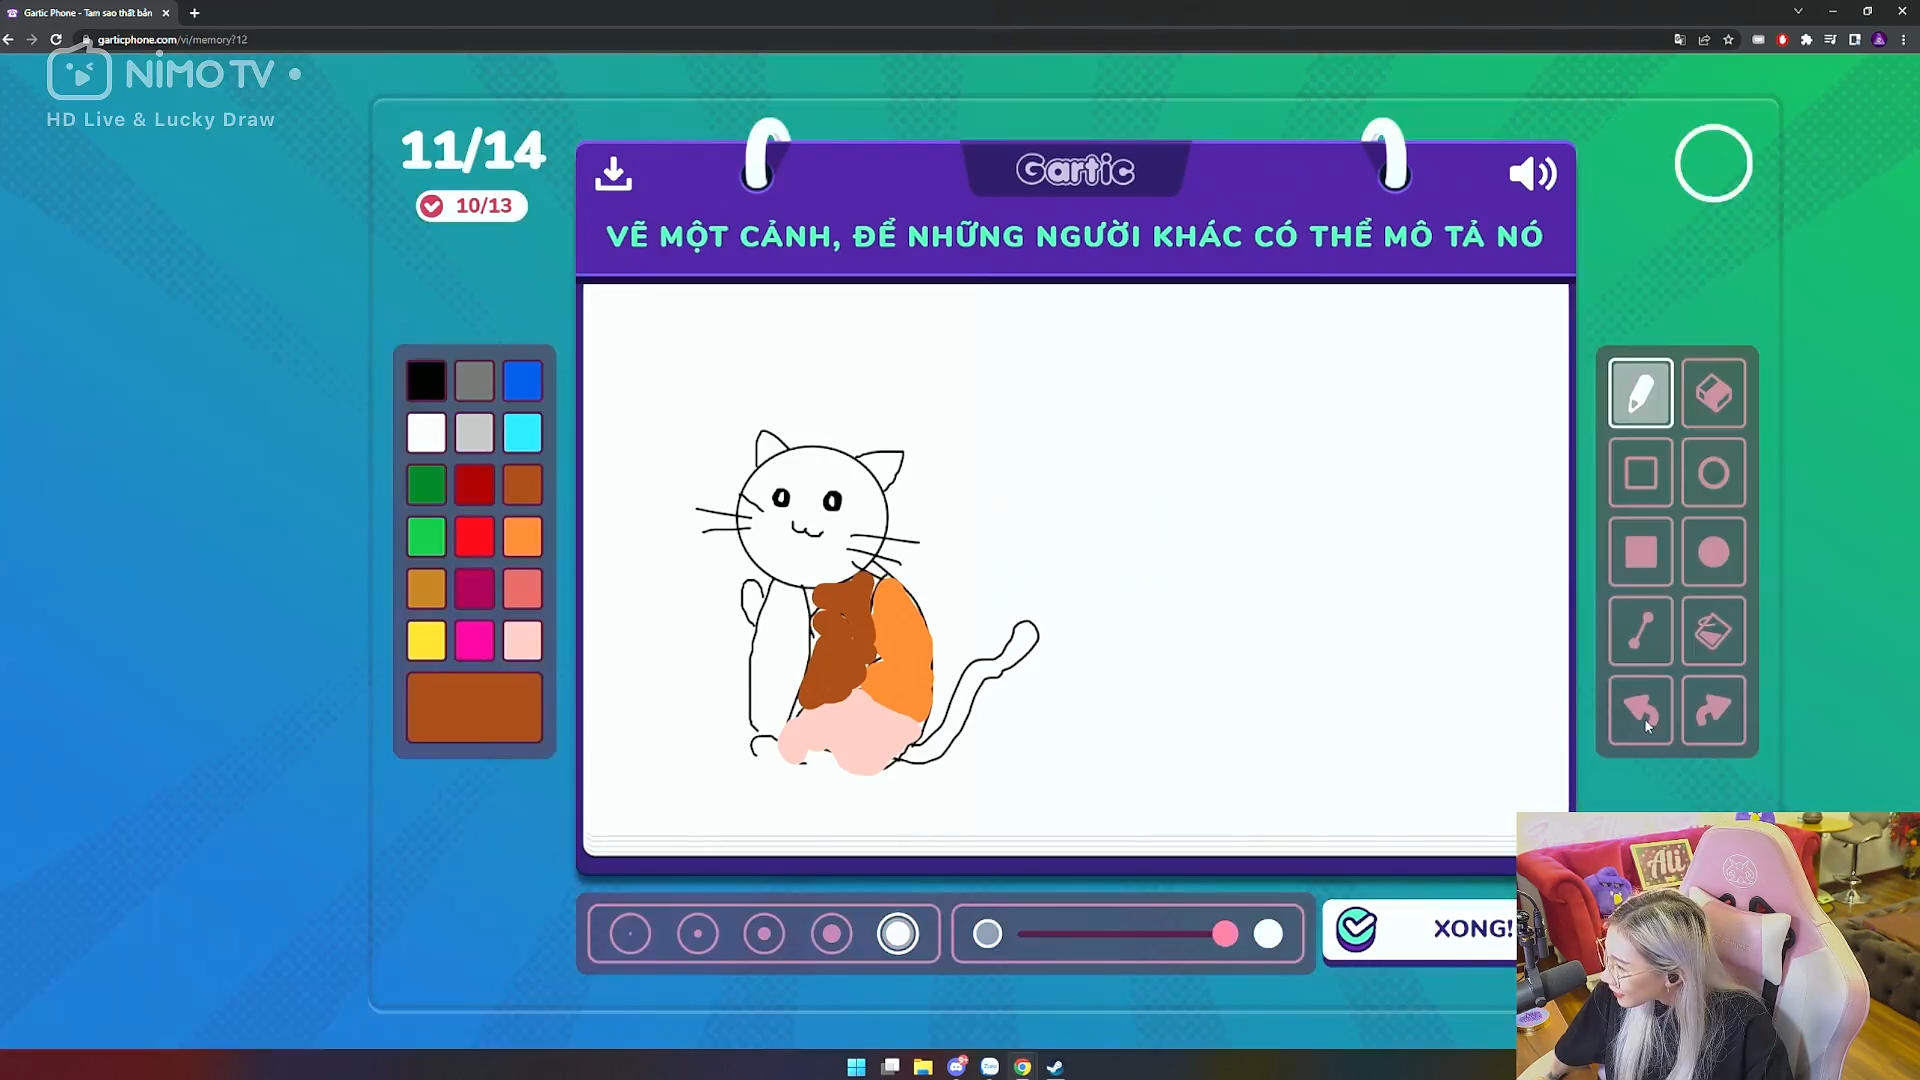 Gartic Phone - Tam sao thất bản
garticphone.com/vi/memory?12
NIMO TV
HD Live & Lucky Draw
11/14
10/13
Gartic
VẼ MỘT CẢNH, ĐỂ NHỮNG NGƯỜI KHÁC CÓ THỂ MÔ TẢ NÓ
XONG!
Ali